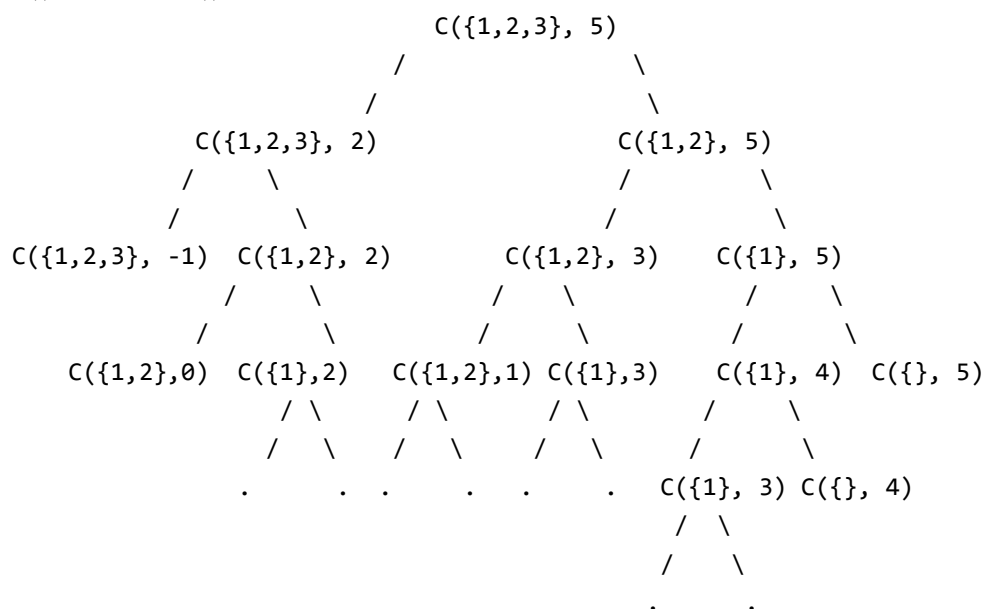 C({1,2,3}, 5)
/ \
/ \
C({1,2,3}, 2) C({1,2}, 5)
/ \ / \
/ \ / \
C({1,2,3}, -1) C({1,2}, 2) C({1,2}, 3) C({1}, 5)
/ \ / \ / \
/ \ / \ / \
C({1,2},0) C({1},2) C({1,2},1) C({1},3) C({1}, 4) C({}, 5)
/ \ / \ / \ / \
/ \ / \ / \ / \
. . . . . . C({1}, 3) C({}, 4)
/ \
/ \
. .